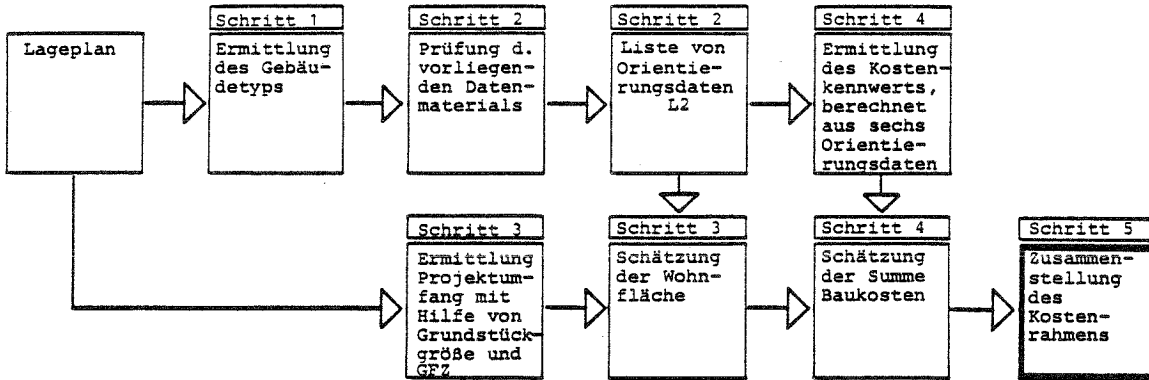 Lageplan
Schritt 1
Ermittlung
des Gebäu-
detyps
Schritt 2
Prüfung d.
vorliegen-
den Daten-
materials
Schritt 2
Liste von
Orientie-
rungsdaten
L2
Schritt 4
Ermittlung
des Kosten-
kennwerts,
berechnet
aus sechs
Orientie-
rungsdaten
Schritt 3
Ermittlung
Projektum-
fang mit
Hilfe von
Grundstück-
größe und
GFZ
Schritt 3
Schätzung
der Wohn-
fläche
Schritt 4
Schätzung
der Summe
Baukosten
Schritt 5
Zusammen-
stellung
des
Kosten-
rahmens